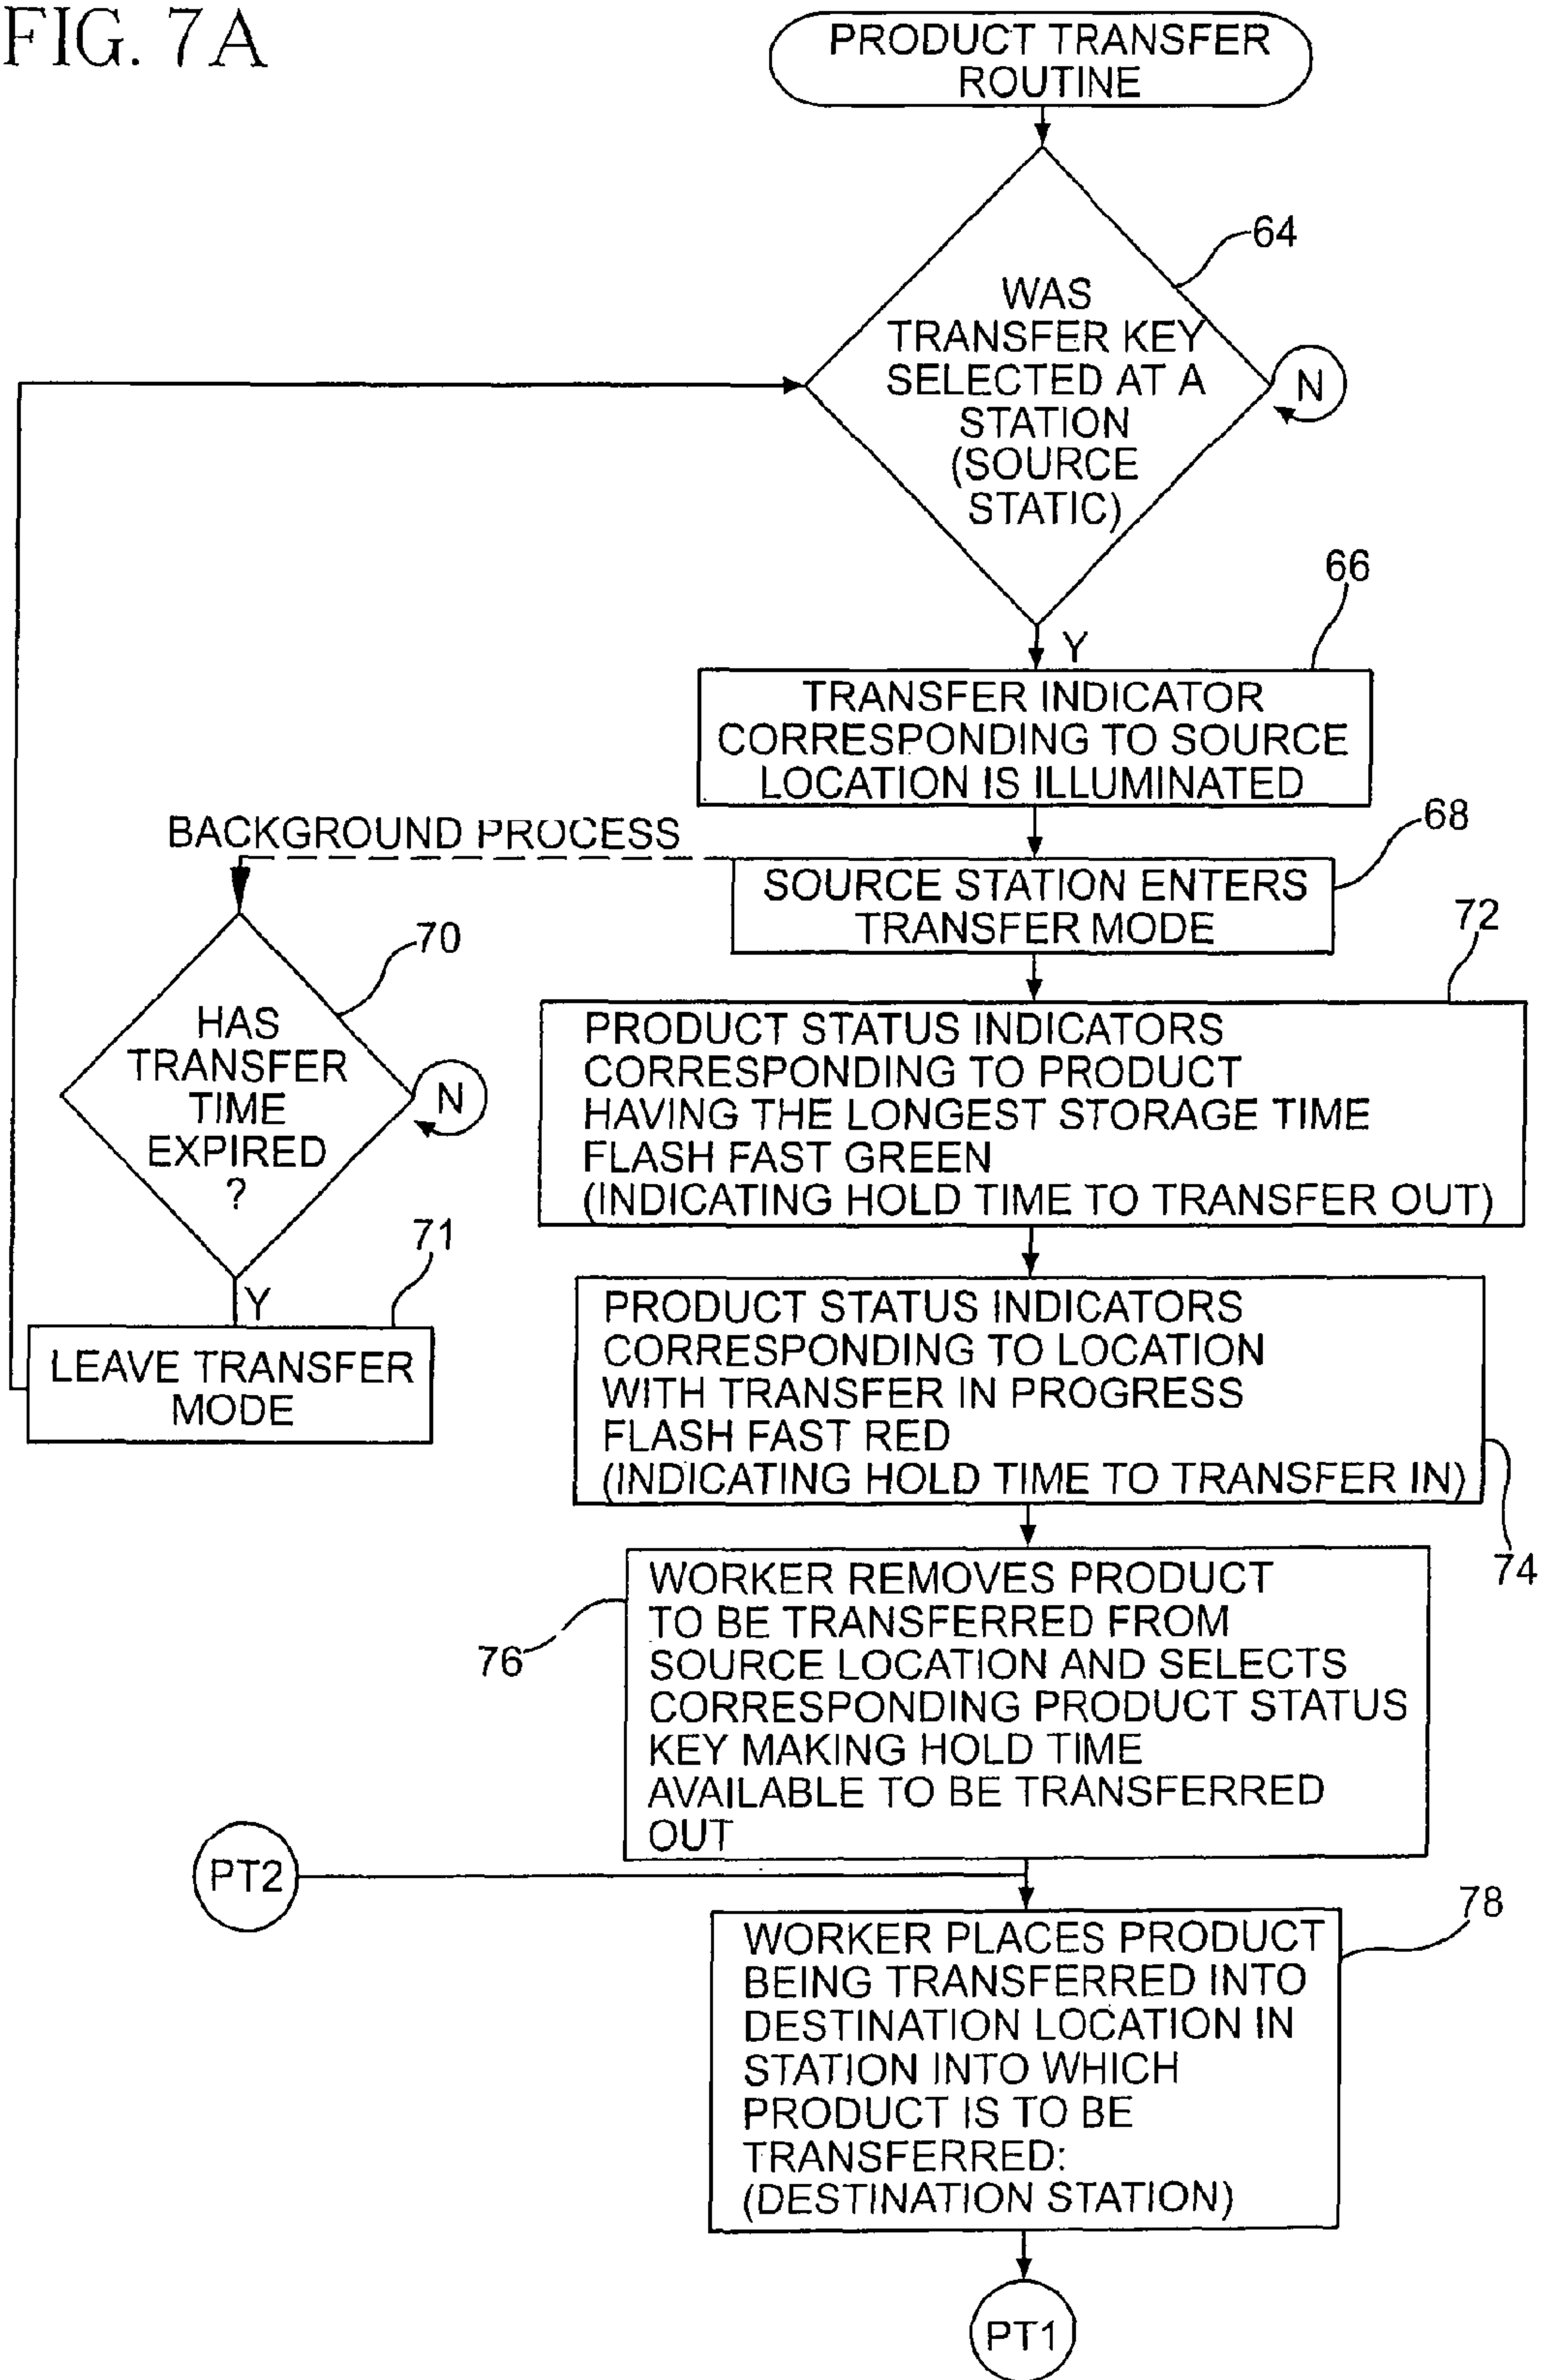 FIG. 7A
PRODUCT TRANSFER
ROUTINE
64
WAS
TRANSFER KEY
SELECTED AT A
STATION
(SOURCE
STATIC)
N
66
Y
TRANSFER INDICATOR
CORRESPONDING TO SOURCE
LOCATION IS ILLUMINATED
BACKGROUND PROCESS
68
SOURCE STATION ENTERS
TRANSFER MODE
70
HAS
TRANSFER
TIME
EXPIRED
?
N
Y
71
LEAVE TRANSFER
MODE
72
PRODUCT STATUS INDICATORS
CORRESPONDING TO PRODUCT
HAVING THE LONGEST STORAGE TIME
FLASH FAST GREEN
(INDICATING HOLD TIME TO TRANSFER OUT)
PRODUCT STATUS INDICATORS
CORRESPONDING TO LOCATION
WITH TRANSFER IN PROGRESS
FLASH FAST RED
(INDICATING HOLD TIME TO TRANSFER IN)
74
76
WORKER REMOVES PRODUCT
TO BE TRANSFERRED FROM
SOURCE LOCATION AND SELECTS
CORRESPONDING PRODUCT STATUS
KEY MAKING HOLD TIME
AVAILABLE TO BE TRANSFERRED
OUT
PT2
78
WORKER PLACES PRODUCT
BEING TRANSFERRED INTO
DESTINATION LOCATION IN
STATION INTO WHICH
PRODUCT IS TO BE
TRANSFERRED:
(DESTINATION STATION)
PT1